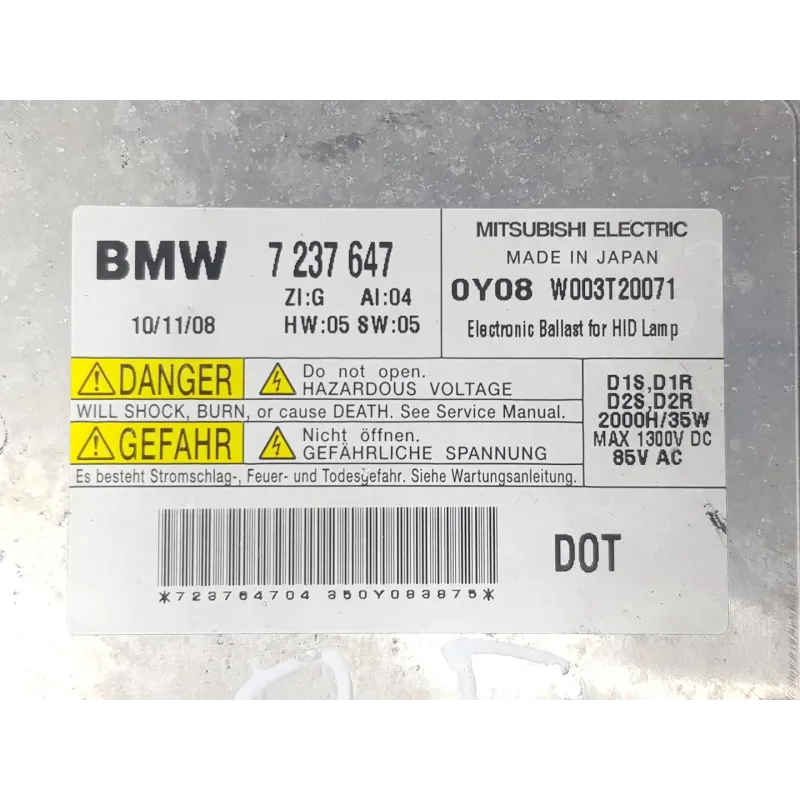 BMW 7 237 647
ZI:G AI:04
10/11/08 HW:05 SW:05
MITSUBISHI ELECTRIC
MADE IN JAPAN
0Y08 W003T20071
Electronic Ballast for HID Lamp
DANGER Do not open.
HAZARDOUS VOLTAGE
WILL SHOCK, BURN, or cause DEATH. See Service Manual.
GEFAHR Nicht öffnen.
GEFÄHRLICHE SPANNUNG
Es besteht Stromschlag-, Feuer- und Todesgefahr. Siehe Wartungsanleitung.
D1S,D1R
D2S,D2R
2000H/35W
MAX 1300V DC
85V AC
*723764704 350Y083875*
DOT